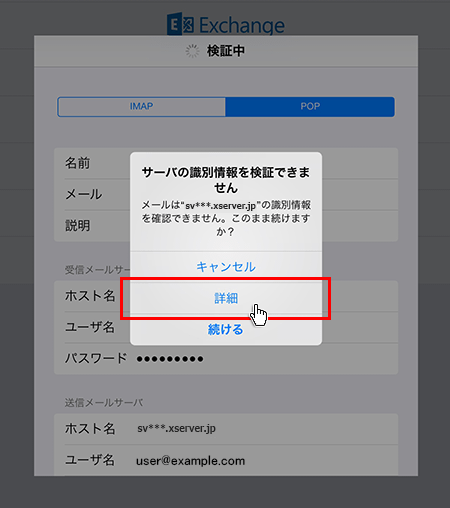 Exchange
検証中
IMAP
POP
名前
メール
説明
サーバの識別情報を検証できません
メールは“sv***.xserver.jp”の識別情報を確認できません。このまま続けますか？
キャンセル
詳細
続ける
受信メールサー
ホスト名
ユーザ名
パスワード ●●●●●●●●●
送信メールサーバ
ホスト名 sv***.xserver.jp
ユーザ名 user@example.com